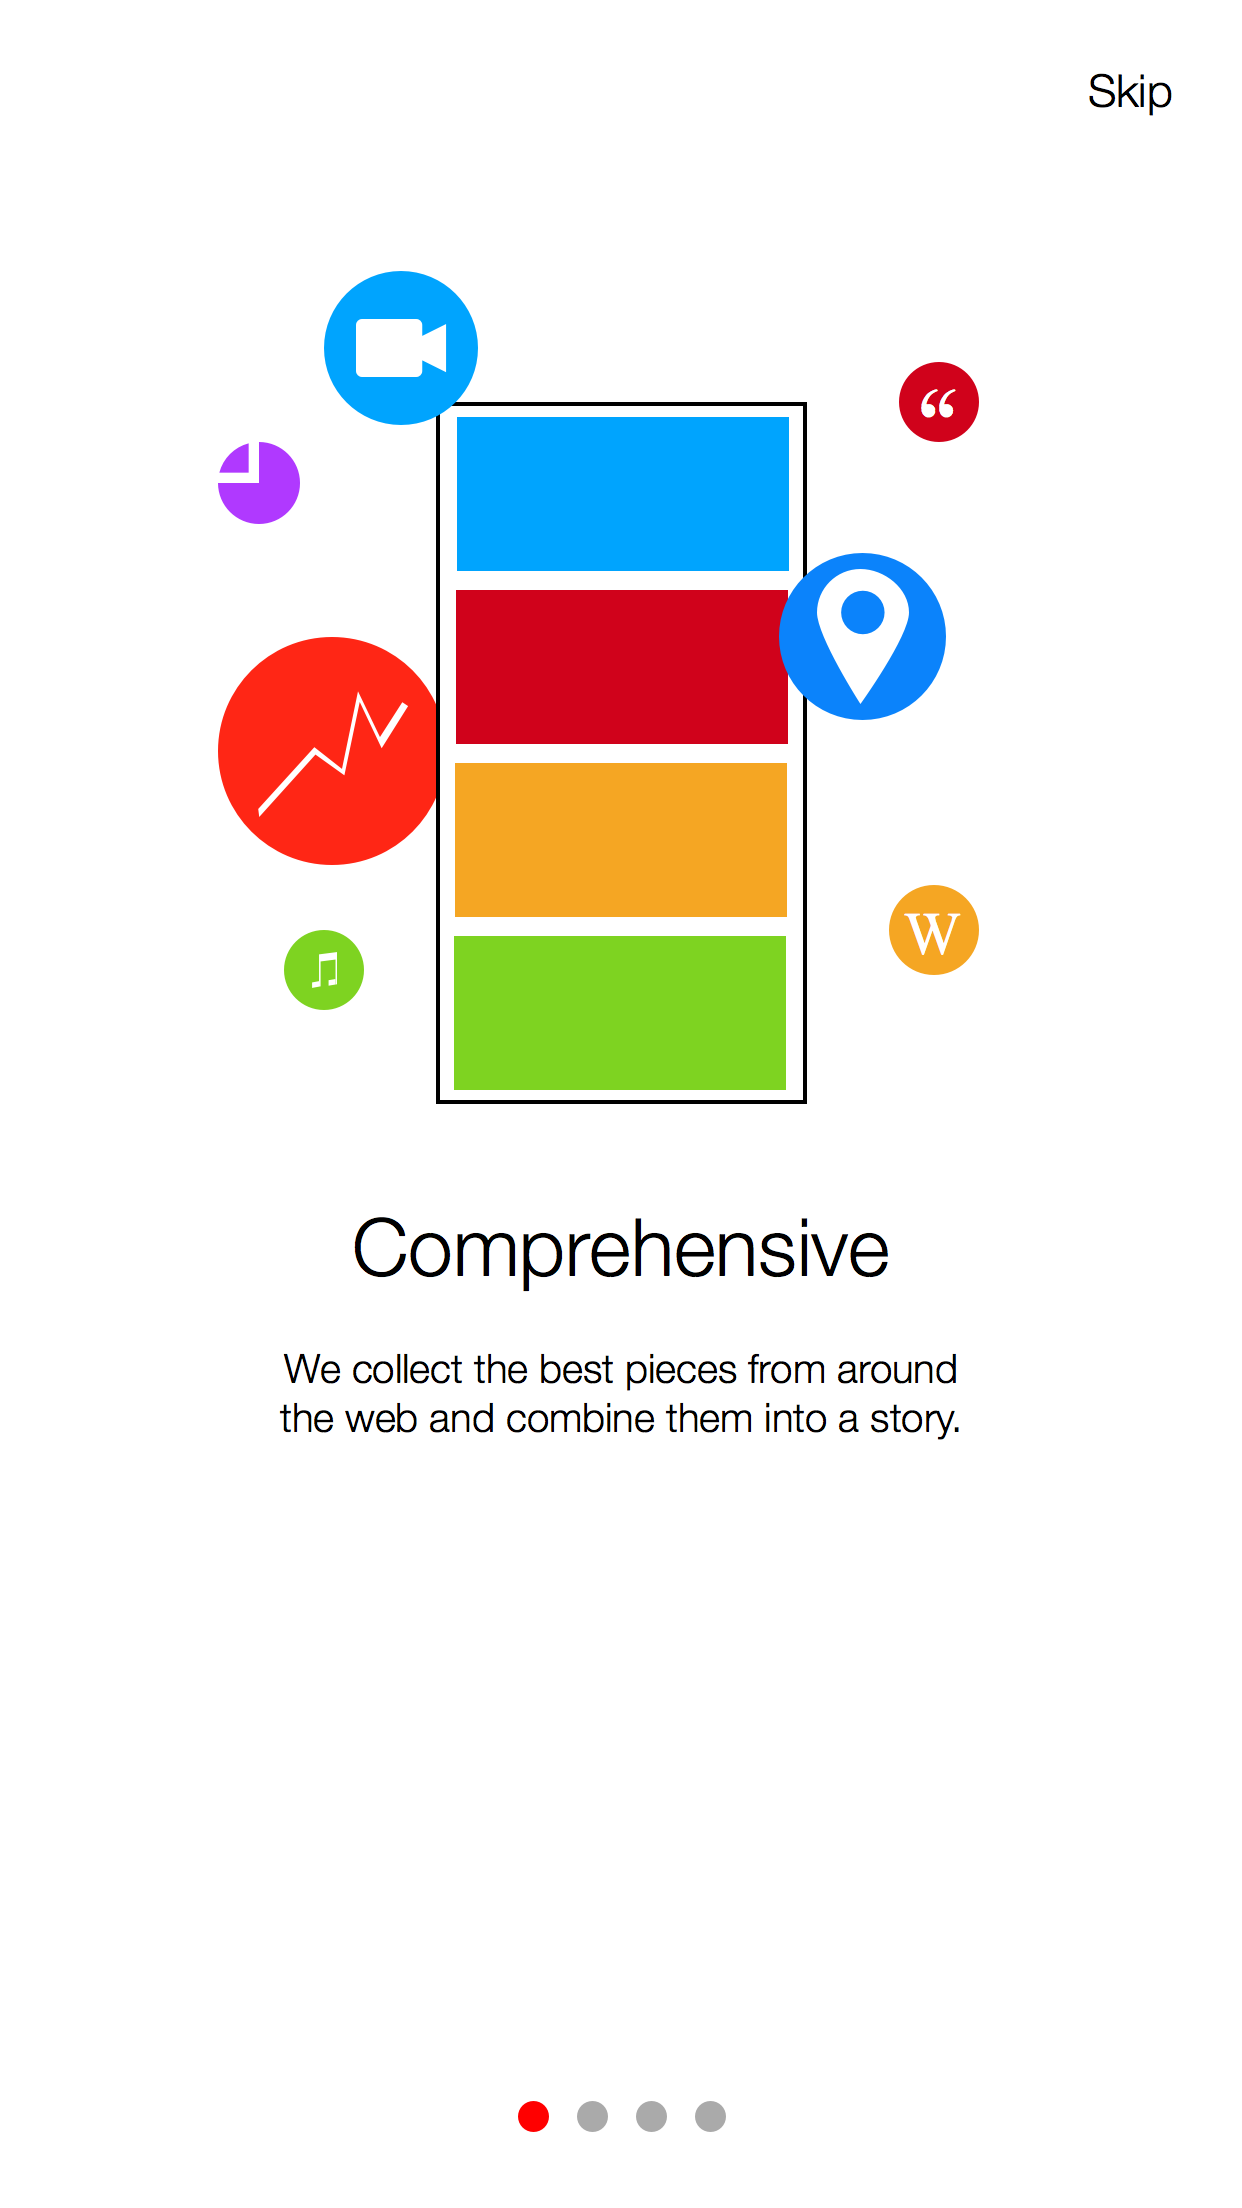 Skip
“
W
Comprehensive
We collect the best pieces from around
the web and combine them into a story.